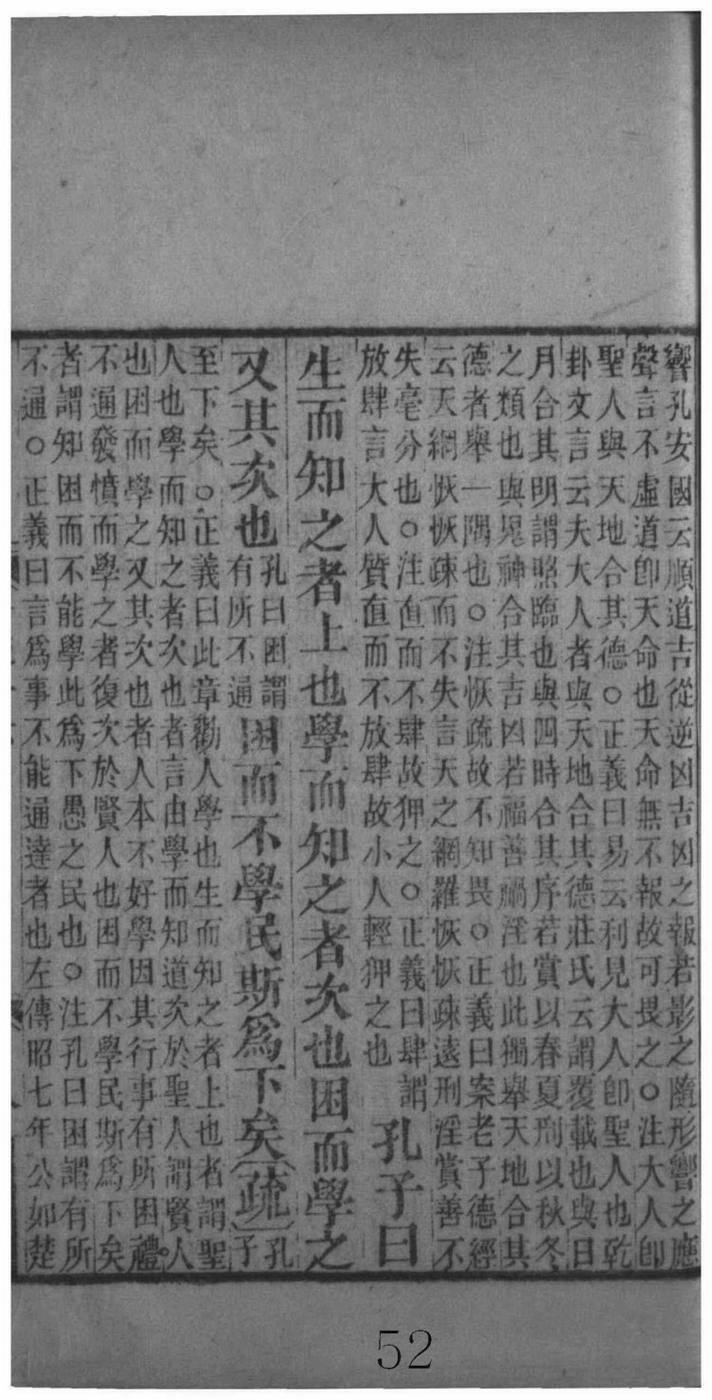 響孔安國云順道吉從逆凶吉凶之報若影之隨形響之應
聲言不虛道卽天命也天命無不報故可畏之○注大人卽
聖人與天地合其德○正義曰易云利見大人卽聖人也乾
卦文言云夫大人者與天地合其德莊氏云謂覆載也與日
月合其明謂照臨也與四時合其序若賞以春夏刑以秋冬
之類也與鬼神合其吉凶若福善禍淫也此獨舉天地合其
德者舉一隅也○注恢疏故不知畏○正義曰案老子德經
云天網恢恢疎而不失言天之網羅恢恢疎遠刑淫賞善不
失毫分也○注直而不肆故狎之○正義曰肆謂
放肆言大人質直而不放肆故小人輕狎之也
孔子曰
生而知之者上也學而知之者次也困而學之
又其次也
孔曰困謂
有所不通
困而不學民斯爲下矣
疏
孔
子
至下矣○正義曰此章勸人學也生而知之者上也者謂聖
人也學而知之者次也者言由學而知道次於聖人謂賢人
也困而學之又其次也者人本不好學因其行事有所困禮
不通發憤而學之者復次於賢人也困而不學民斯爲下矣
者謂知困而不能學此爲下愚之民也○注孔曰困謂有所
不通○正義曰言爲事不能通達者也左傳昭七年公如楚
52